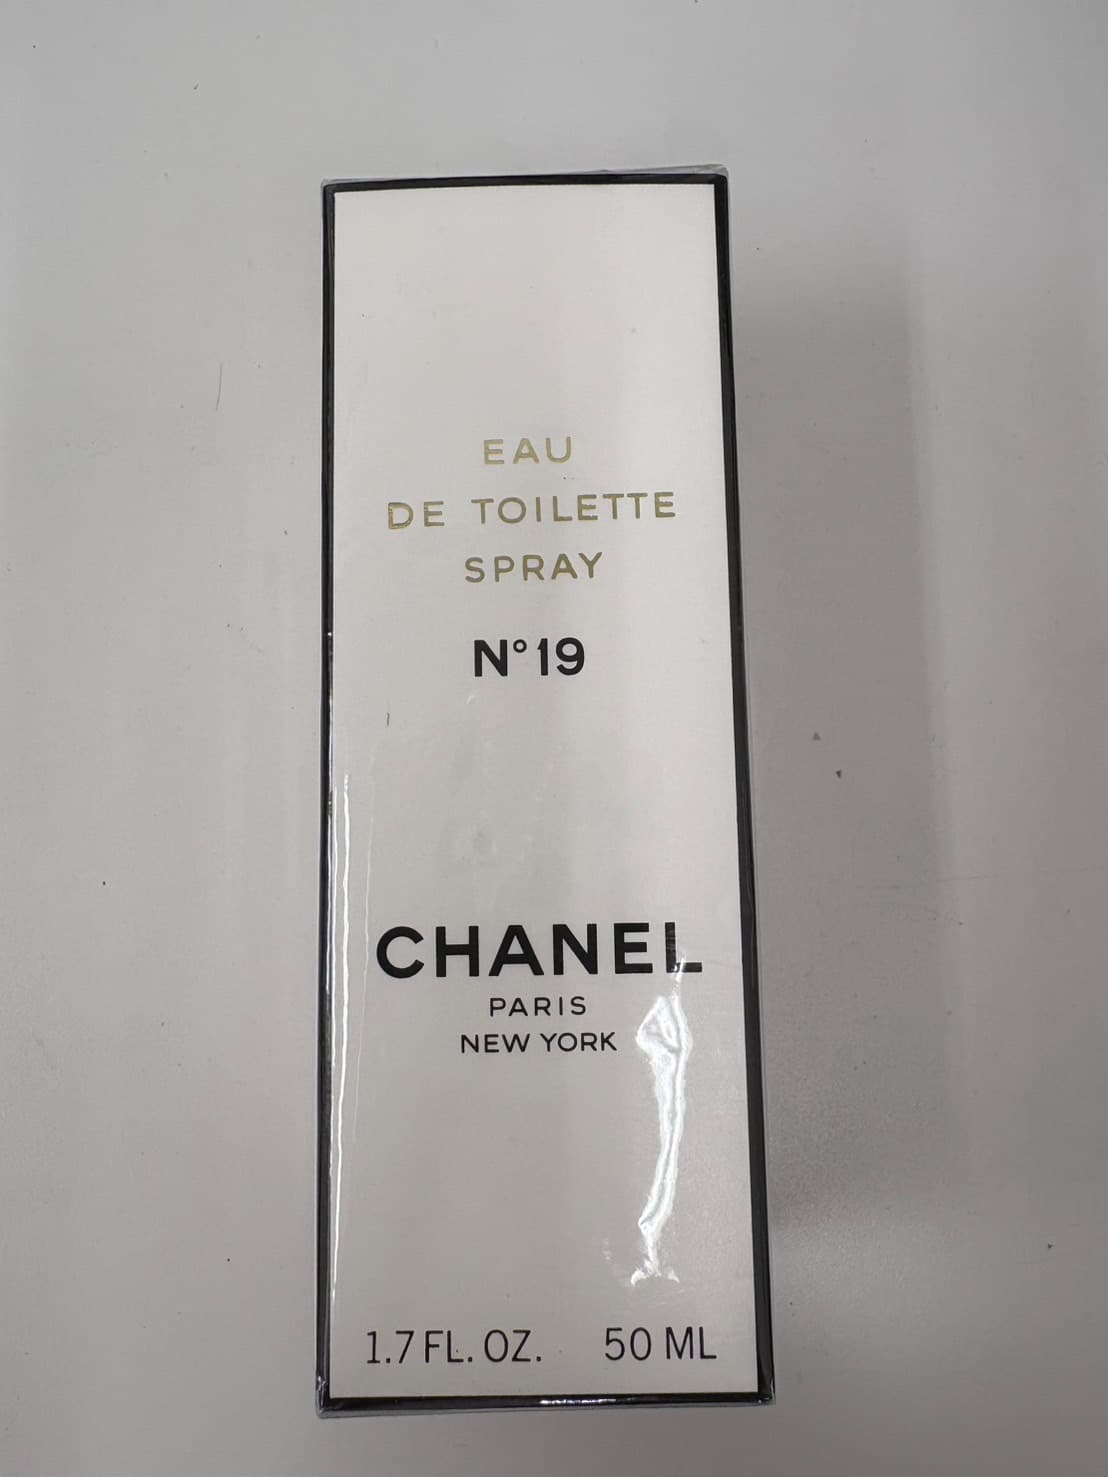 EAU
DE TOILETTE
SPRAY
N°19
CHANEL
PARIS
NEW YORK
1.7 FL. OZ. 50 ML